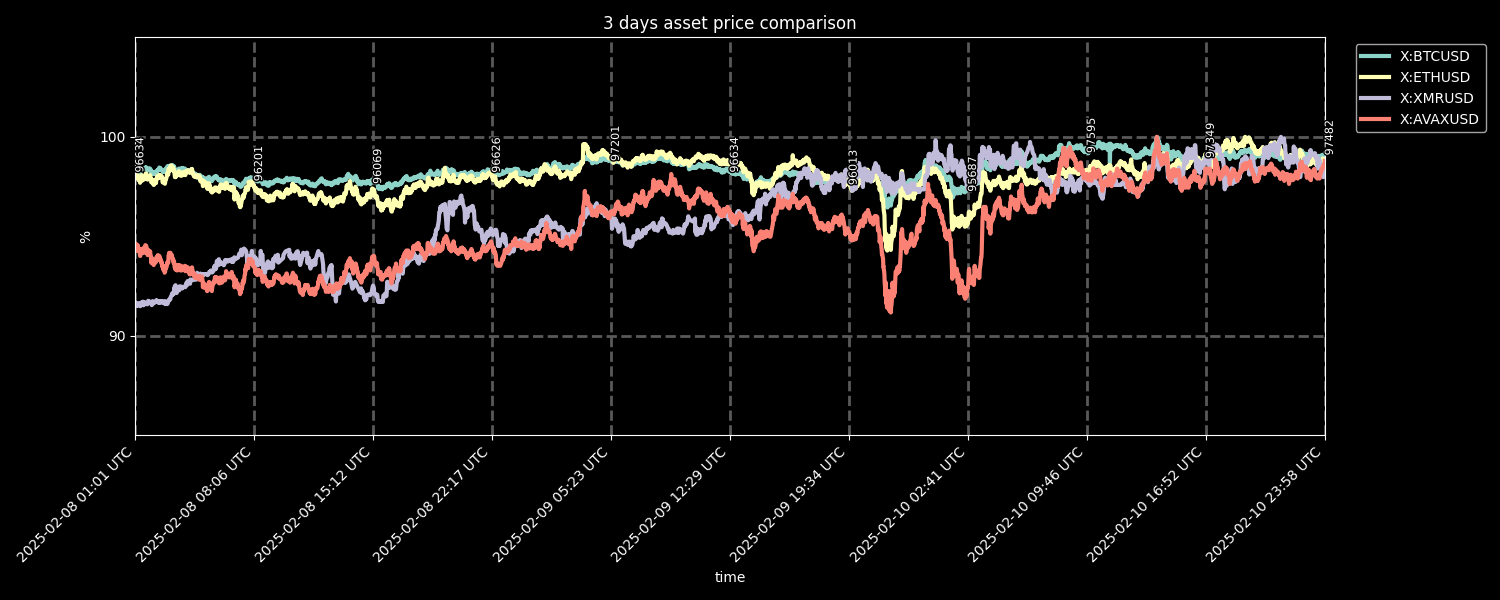 3 days asset price comparison
X:BTCUSD
X:ETHUSD
X:XMRUSD
X:AVAXUSD
%
100
90
96634
96201
96069
96626
97201
96634
96013
95687
97595
97349
97482
2025-02-08 01:01 UTC
2025-02-08 08:06 UTC
2025-02-08 15:12 UTC
2025-02-08 22:17 UTC
2025-02-09 05:23 UTC
2025-02-09 12:29 UTC
2025-02-09 19:34 UTC
2025-02-10 02:41 UTC
2025-02-10 09:46 UTC
2025-02-10 16:52 UTC
2025-02-10 23:58 UTC
time